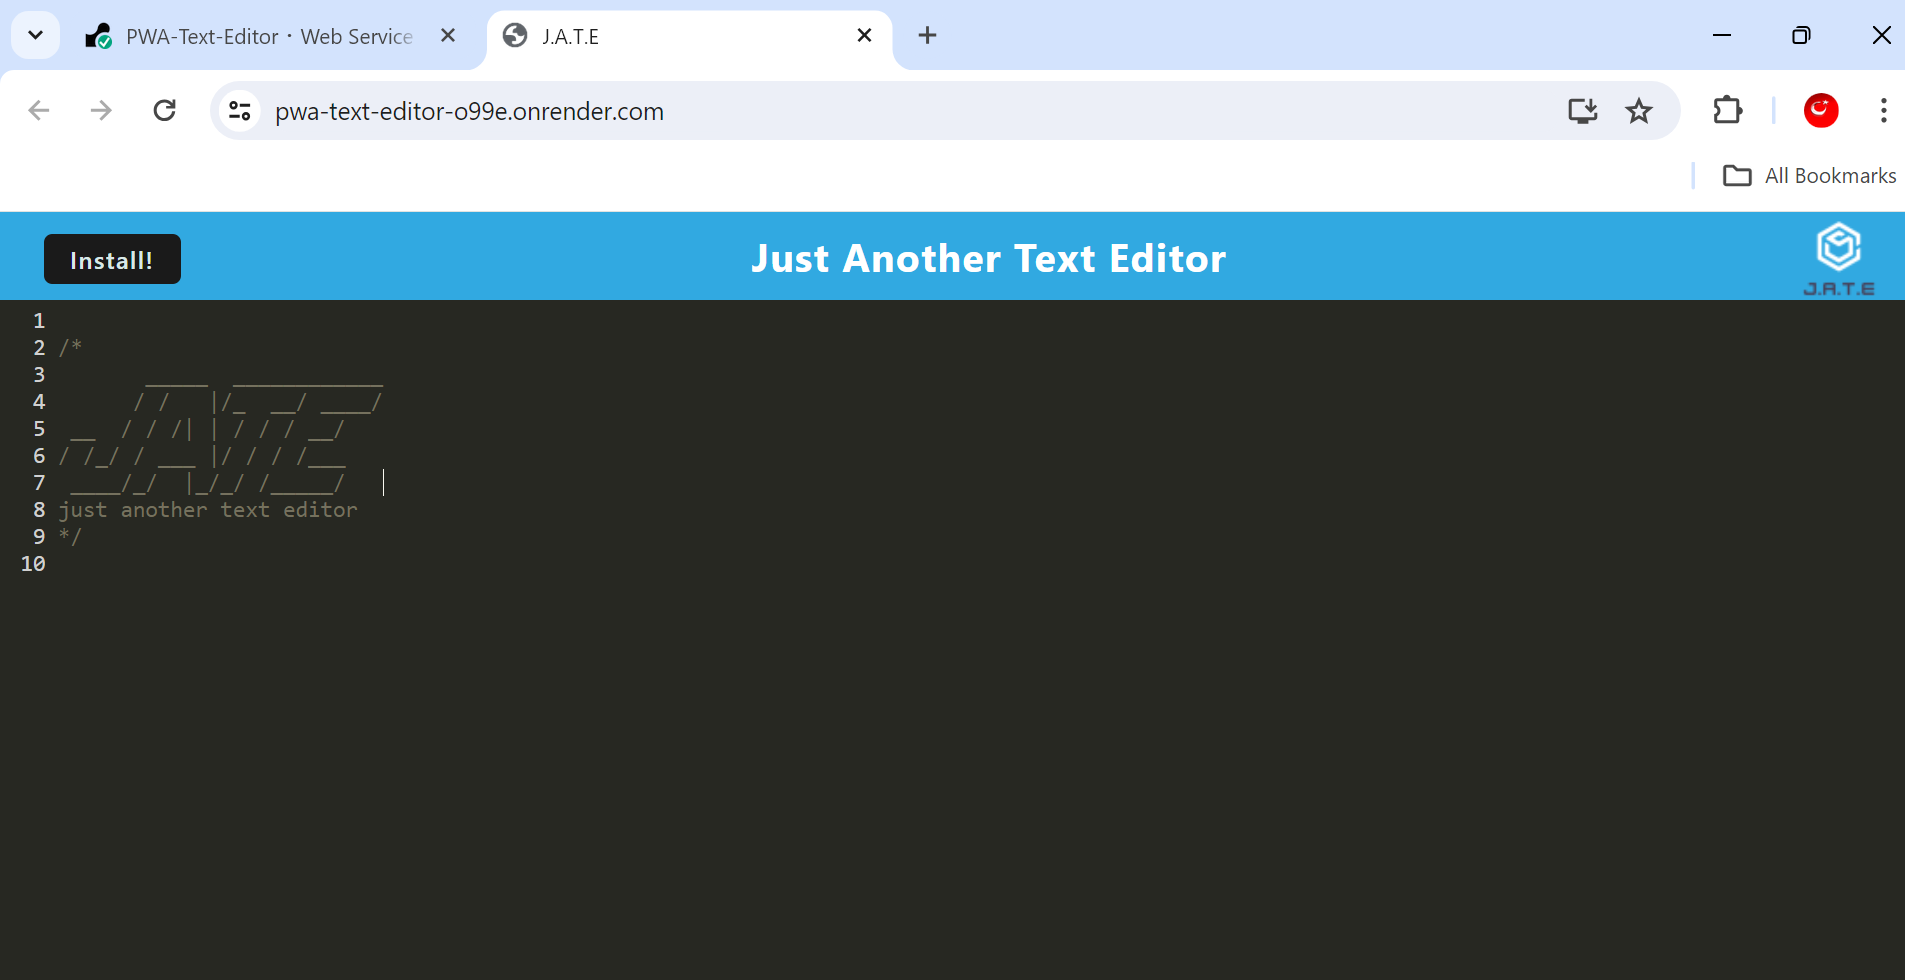 PWA-Text-Editor · Web Service
J.A.T.E
pwa-text-editor-o99e.onrender.com
All Bookmarks
Install!
Just Another Text Editor
J.A.T.E
1
2 /*
3        _____  ____________
4       / /   |/_  __/ ____/
5  __  / / /| | / / / __/
6 / /_/ / ___ |/ / / /___
7  ____/_/  |_/_/ /_____/
8 just another text editor
9 */
10